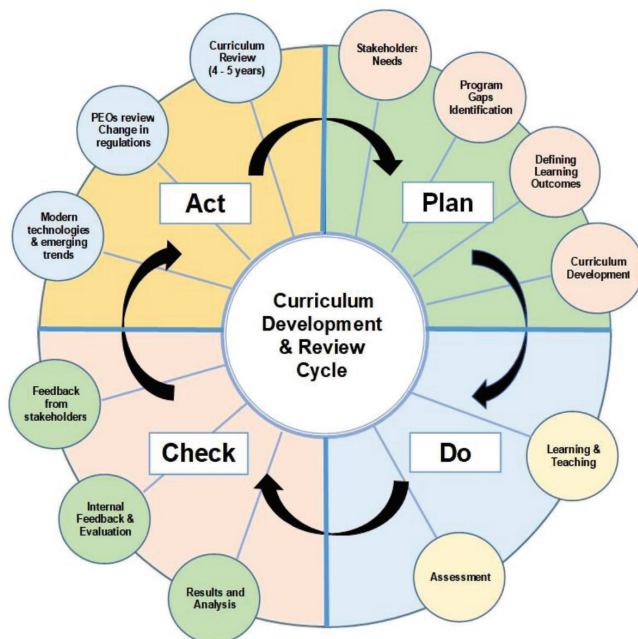 Curriculum
Review
(4 - 5 years)
PEOs review
Change in
regulations
Modern
technologies
& emerging
trends
Act
Stakeholders
Needs
Program
Gaps
Identification
Defining
Learning
Outcomes
Curriculum
Development
Plan
Curriculum
Development
& Review
Cycle
Feedback
from
stakeholders
Internal
Feedback &
Evaluation
Results and
Analysis
Check
Do
Learning &
Teaching
Assessment